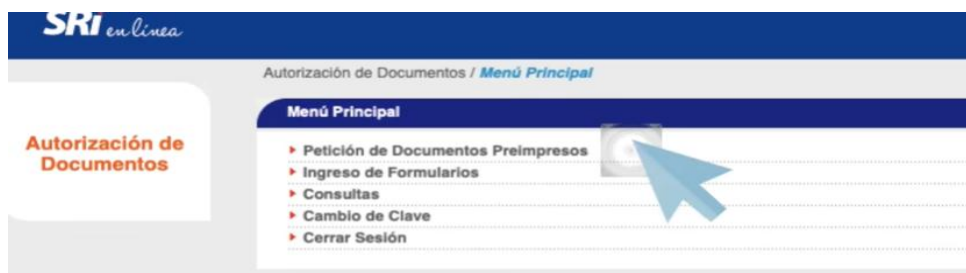 SRi en línea
Autorización de Documentos / Menú Principal
Menú Principal
Autorización de
Documentos
Petición de Documentos Preimpresos
Ingreso de Formularios
Consultas
Cambio de Clave
Cerrar Sesión